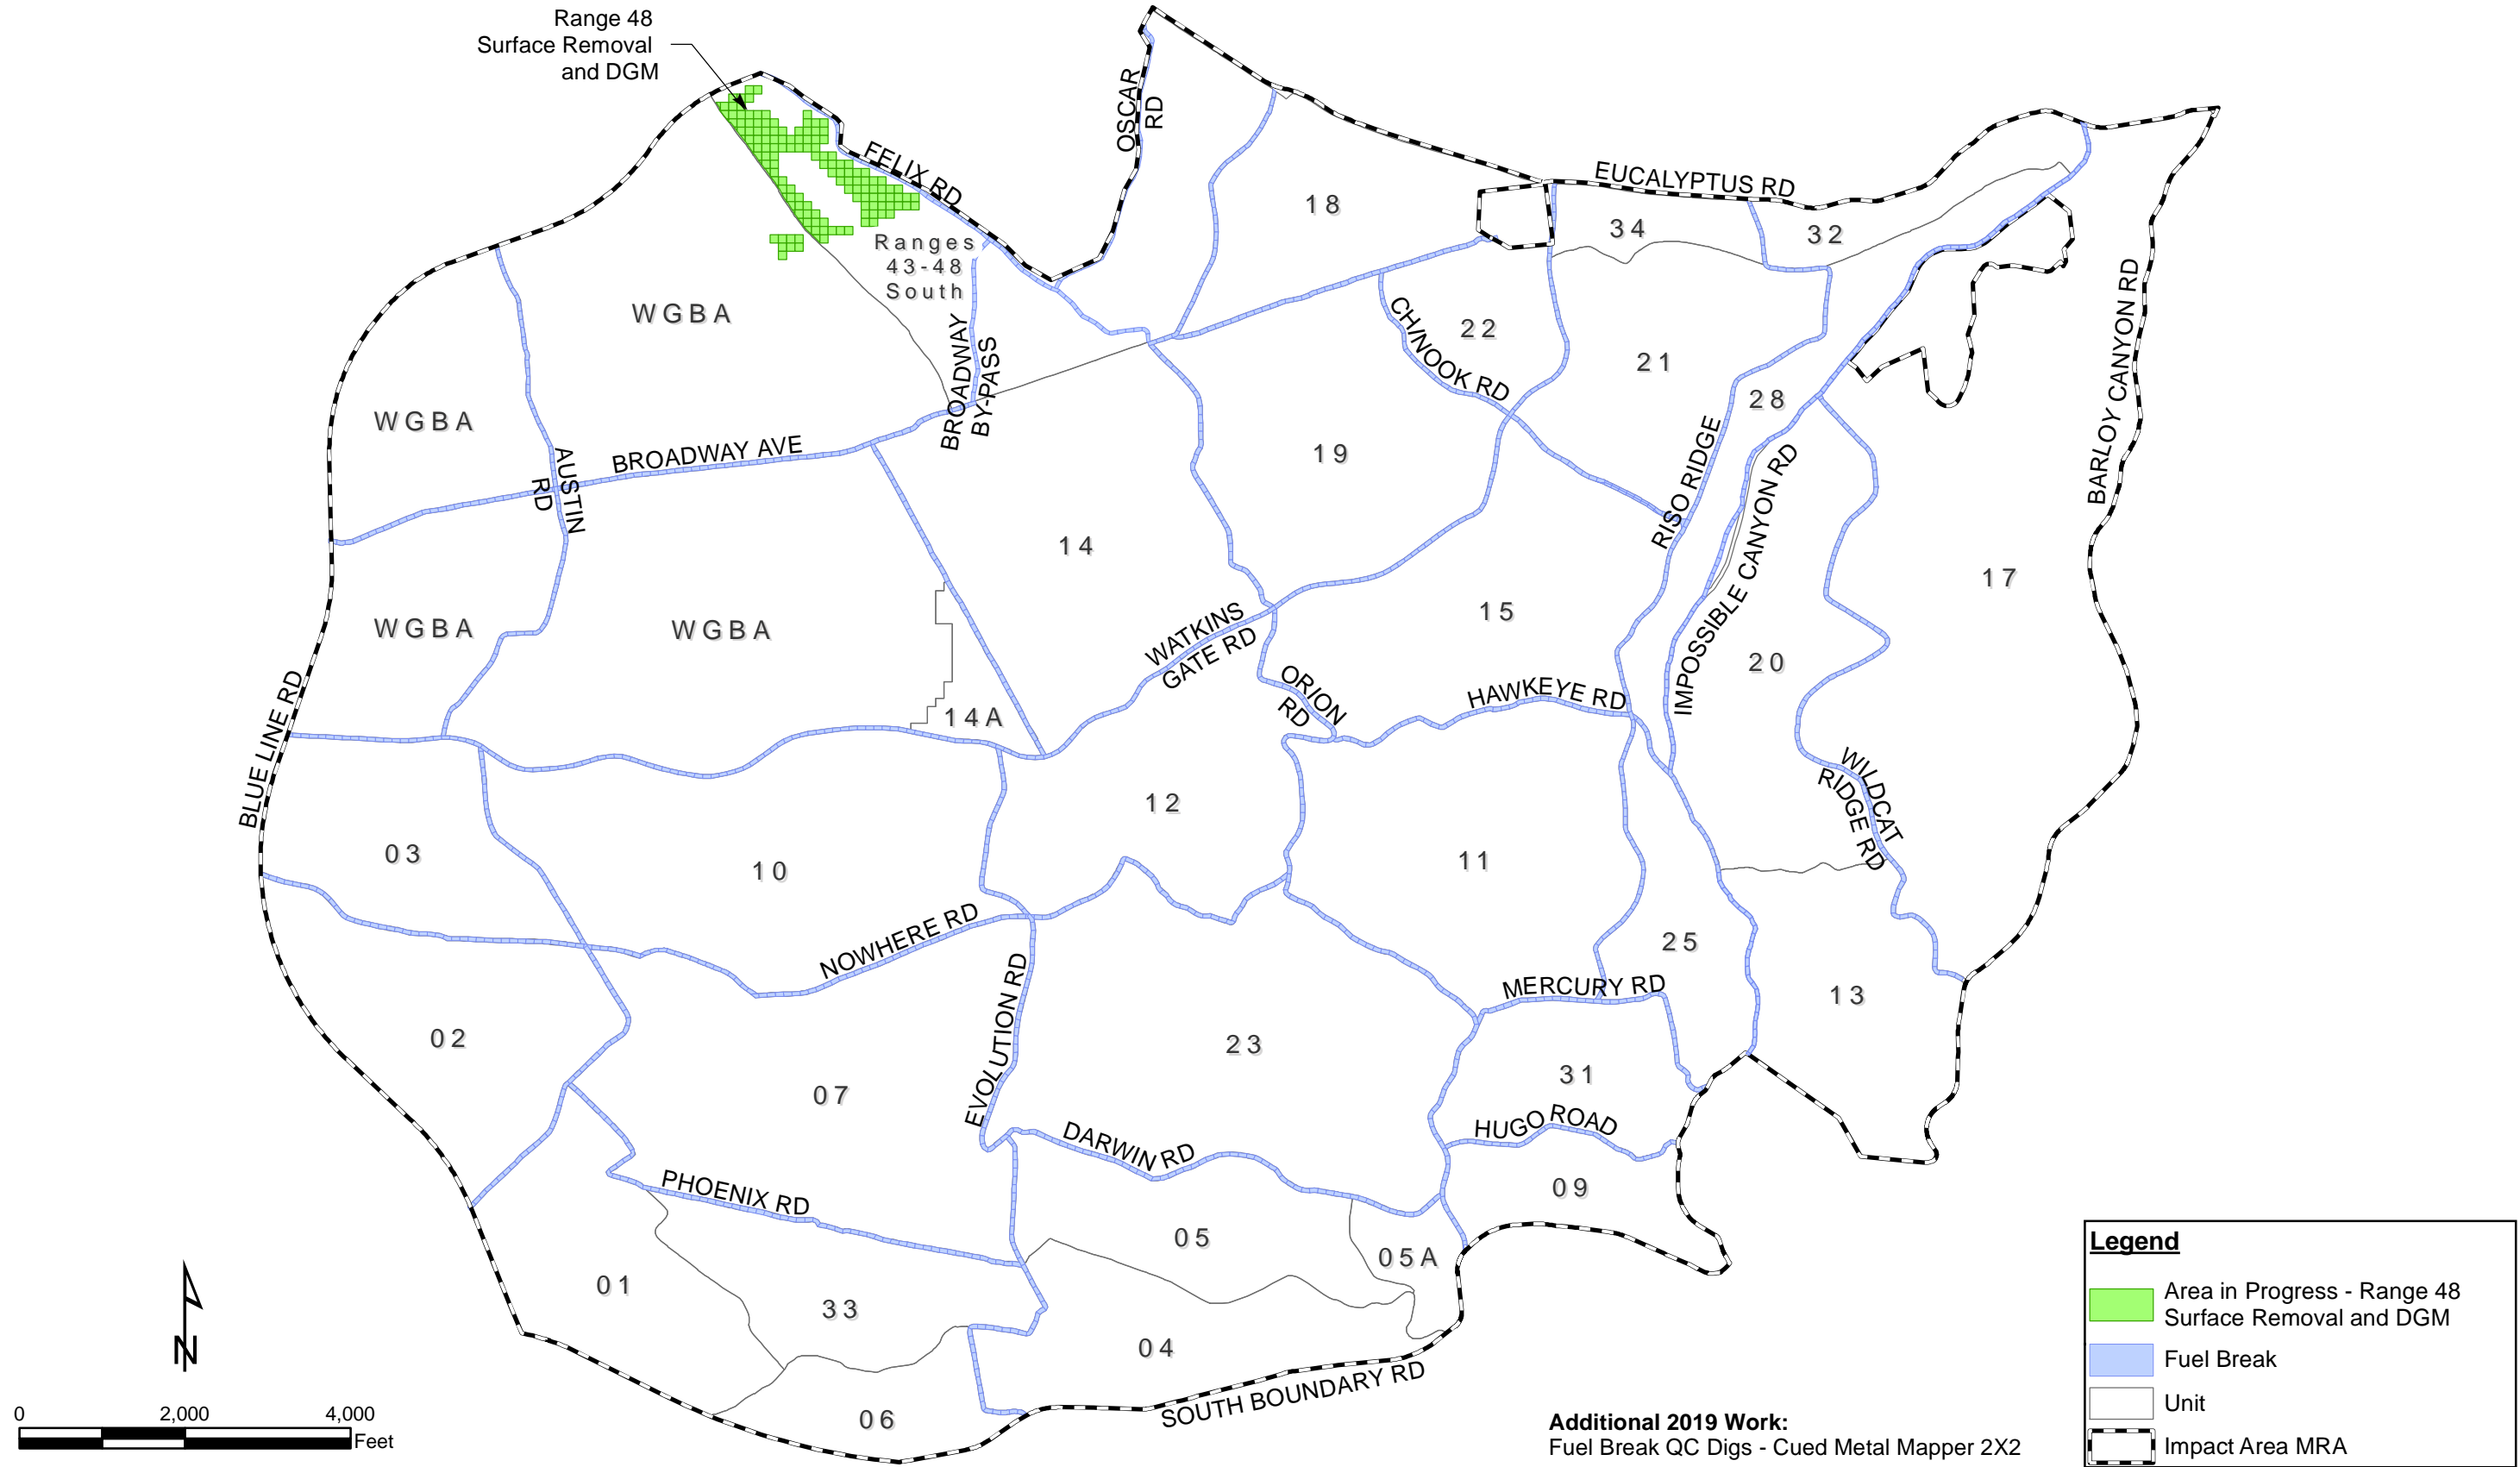 Range 48
Surface Removal
and DGM
OSCAR
RD
FELIX RD
EUCALYPTUS RD
18
34
32
Ranges
43-48
South
WGBA
BARLOY CANYON RD
22
CHINOOK RD
21
BROADWAY
BY-PASS
28
WGBA
BROADWAY AVE
19
AUSTIN
RD
RISO RIDGE
IMPOSSIBLE CANYON RD
14
17
15
WGBA
WGBA
WATKINS
GATE RD
20
ORION
RD
HAWKEYE RD
14A
BLUE LINE RD
WILDCAT
RIDGE RD
12
03
10
11
NOWHERE RD
25
EVOLUTION RD
MERCURY RD
13
02
23
07
31
HUGO ROAD
DARWIN RD
PHOENIX RD
09
05
05A
01
33
04
SOUTH BOUNDARY RD
06
N
0 2,000 4,000
Feet
Additional 2019 Work:
Fuel Break QC Digs - Cued Metal Mapper 2X2
Legend
Area in Progress - Range 48
Surface Removal and DGM
Fuel Break
Unit
Impact Area MRA